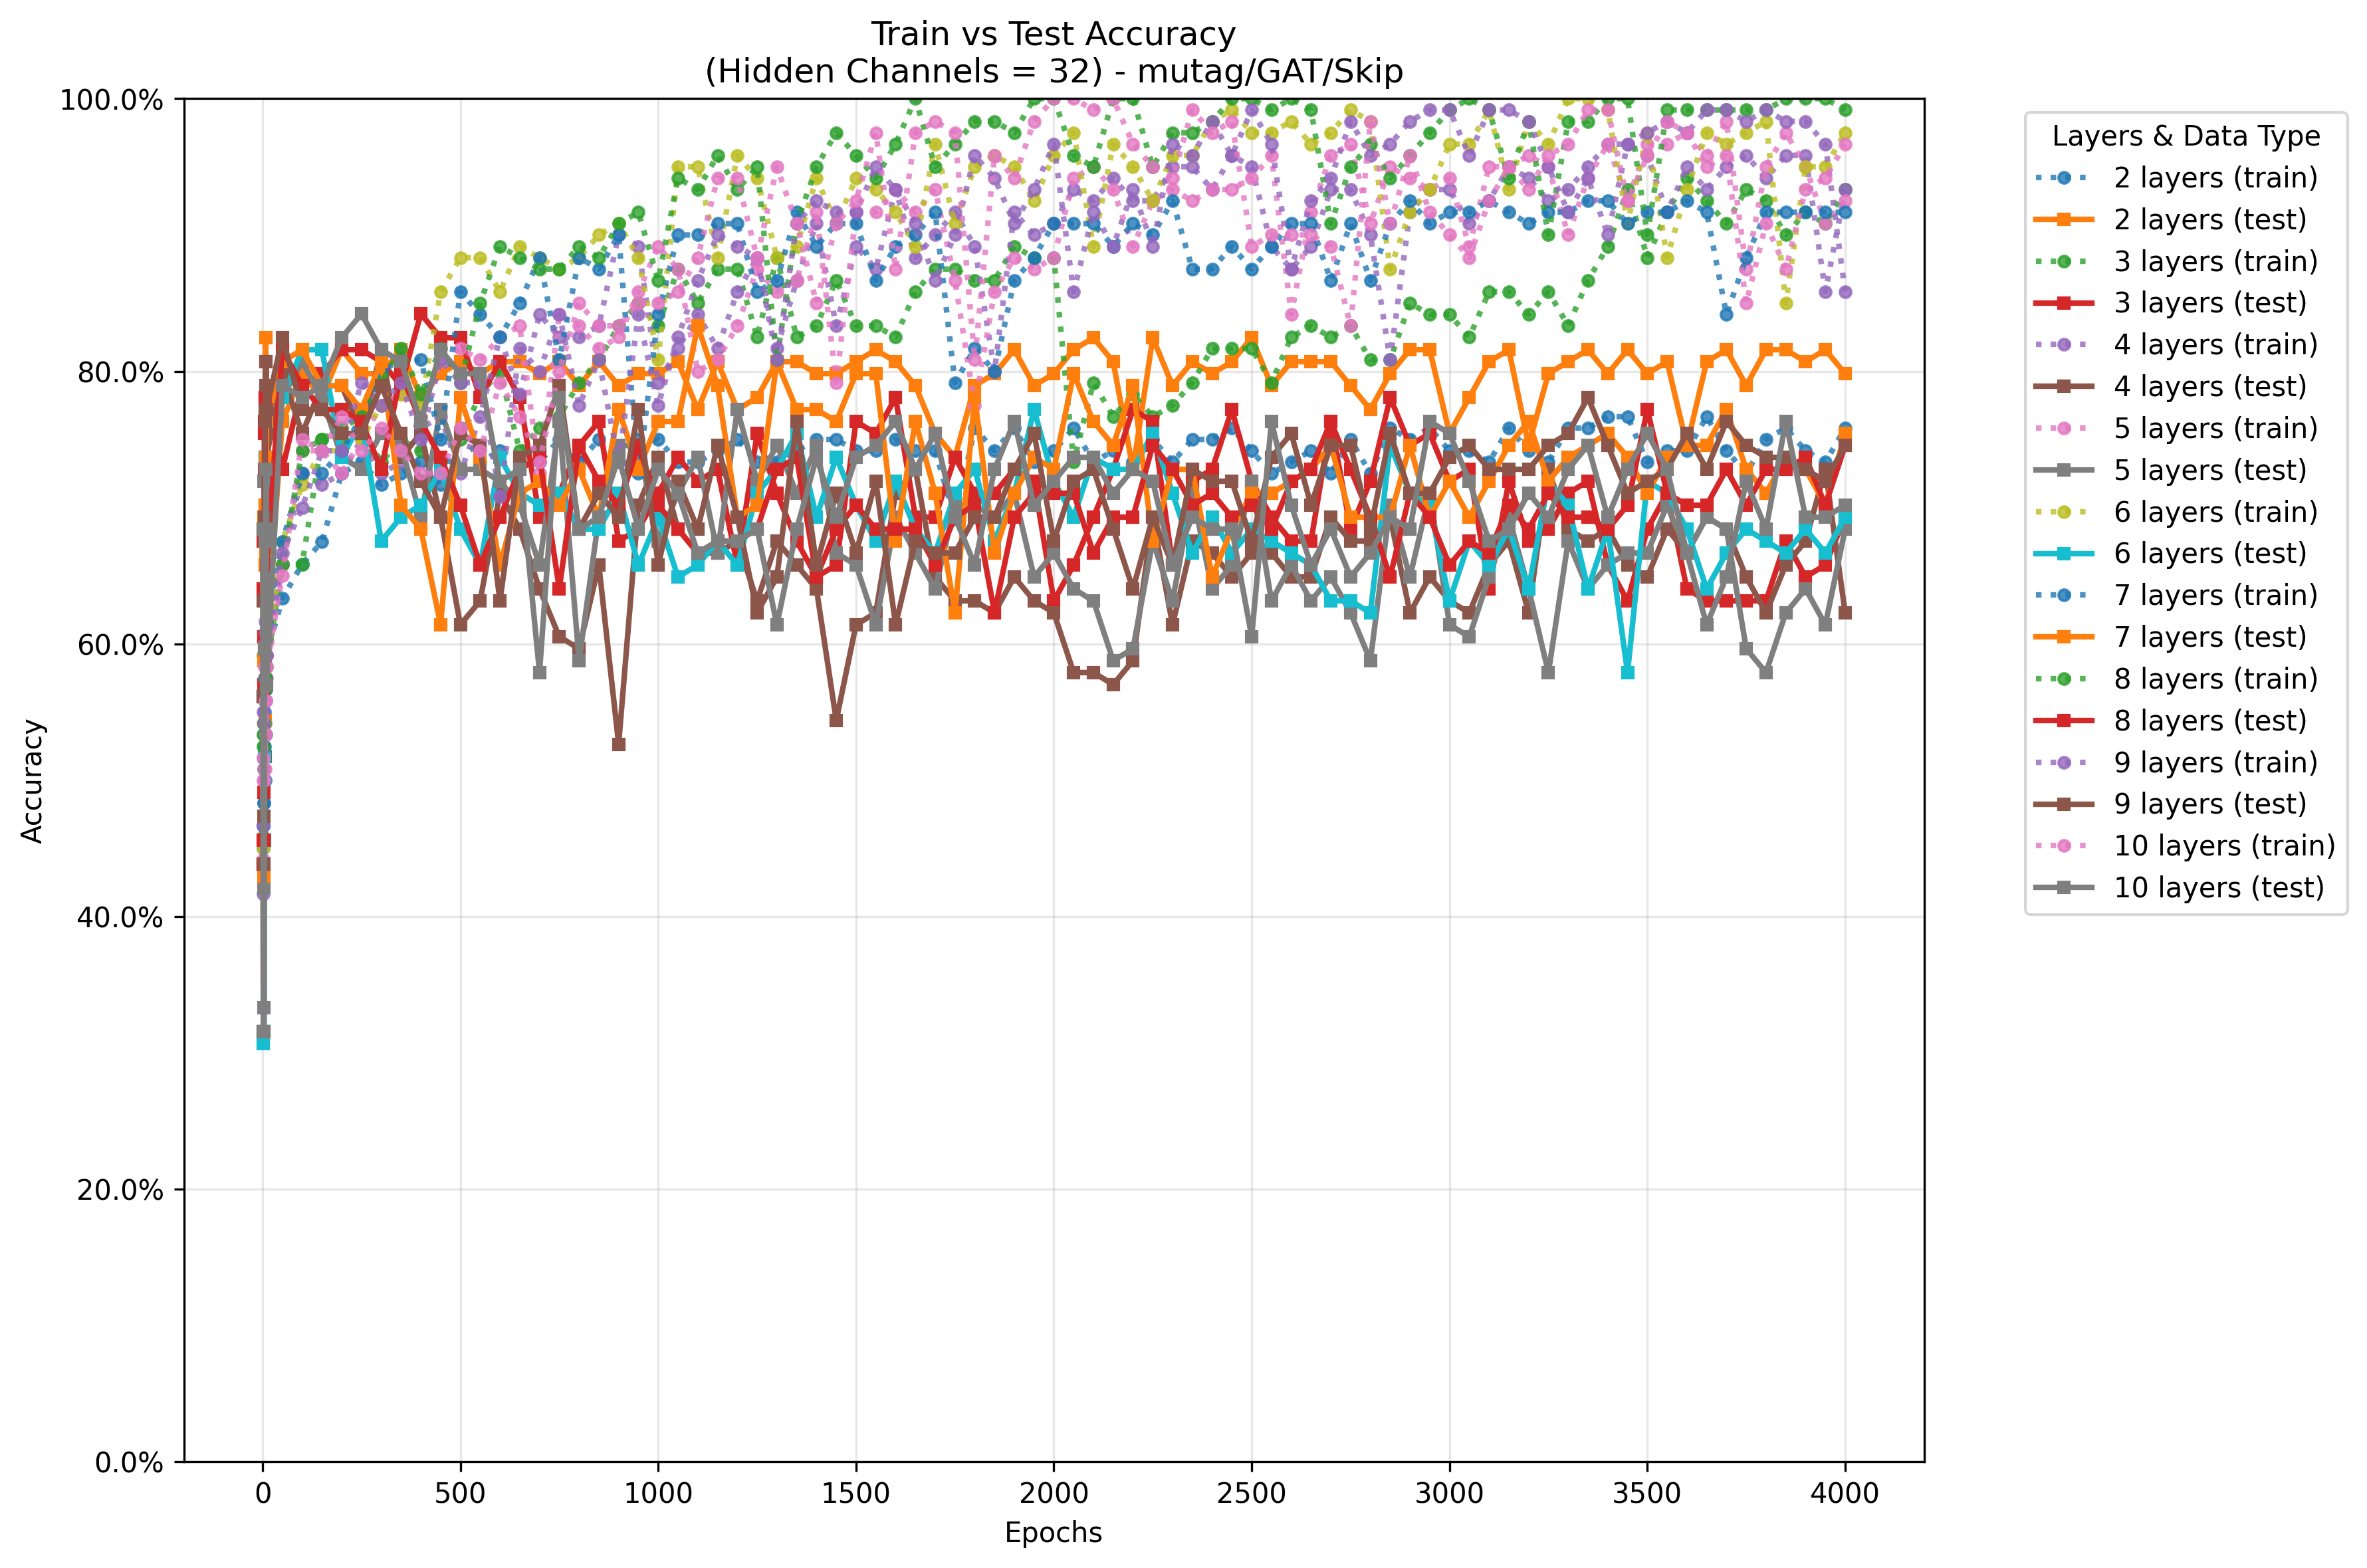 Train vs Test Accuracy
(Hidden Channels = 32) - mutag/GAT/Skip
100.0%
80.0%
60.0%
40.0%
20.0%
0.0%
Accuracy
0
500
1000
1500
2000
2500
3000
3500
4000
Epochs
Layers & Data Type
2 layers (train)
2 layers (test)
3 layers (train)
3 layers (test)
4 layers (train)
4 layers (test)
5 layers (train)
5 layers (test)
6 layers (train)
6 layers (test)
7 layers (train)
7 layers (test)
8 layers (train)
8 layers (test)
9 layers (train)
9 layers (test)
10 layers (train)
10 layers (test)